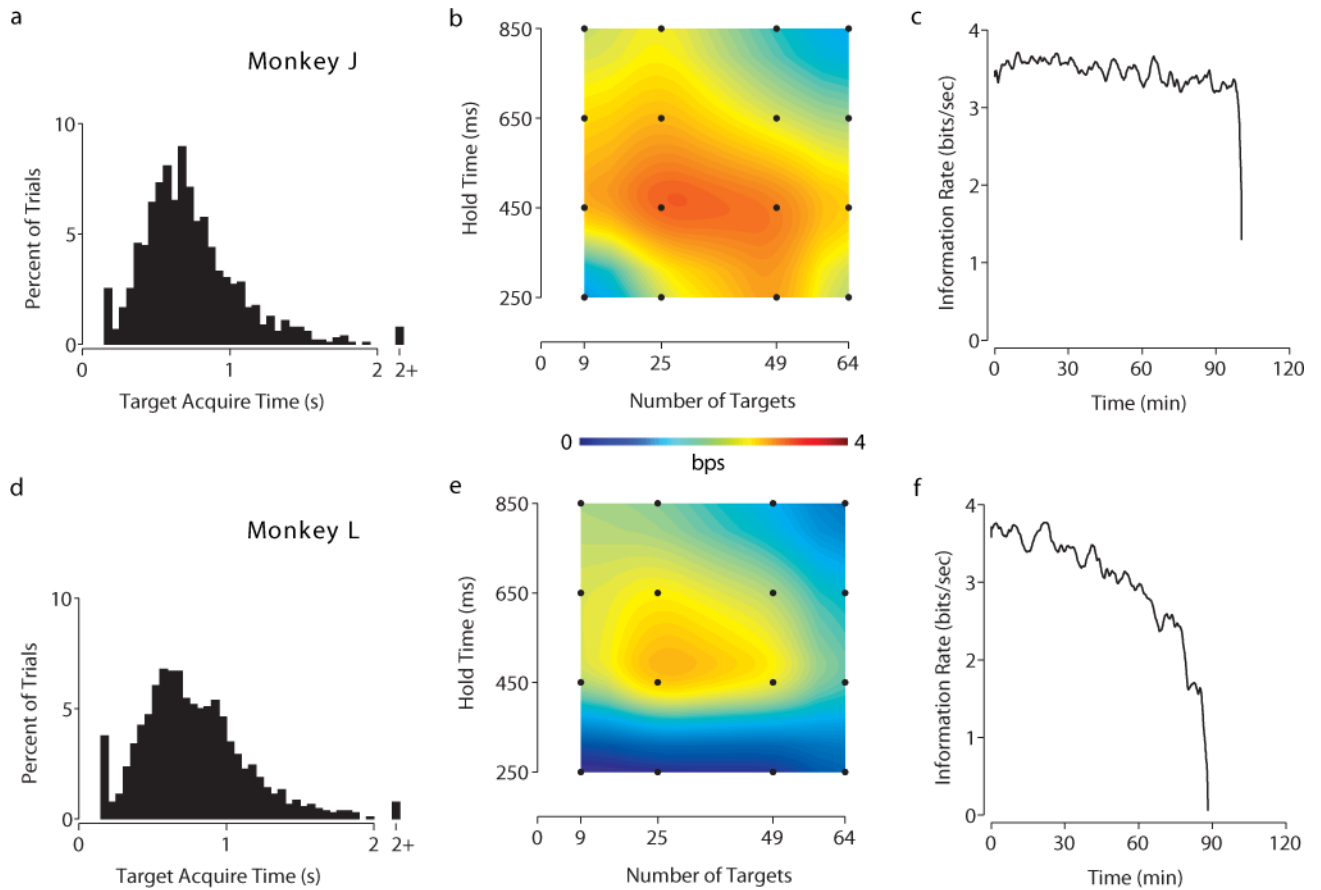 a
Monkey J
10
5
0
Percent of Trials
0 1 2 2+
Target Acquire Time (s)
b
850
650
450
250
Hold Time (ms)
0 9 25 49 64
Number of Targets
c
4
3
2
1
0
Information Rate (bits/sec)
0 30 60 90 120
Time (min)
0 4
bps
d
Monkey L
10
5
0
Percent of Trials
0 1 2 2+
Target Acquire Time (s)
e
850
650
450
250
Hold Time (ms)
0 9 25 49 64
Number of Targets
f
4
3
2
1
0
Information Rate (bits/sec)
0 30 60 90 120
Time (min)